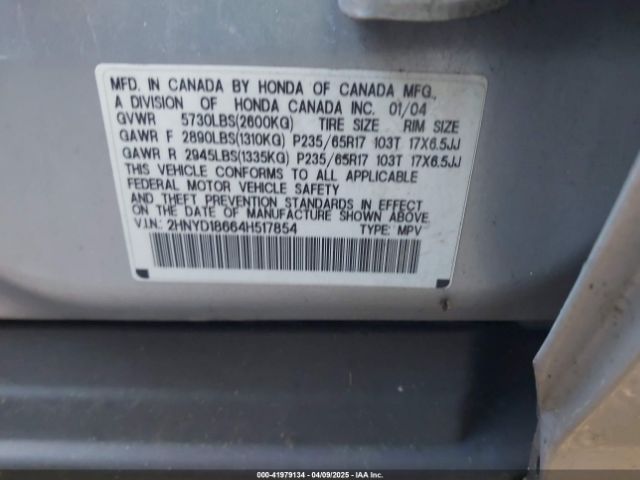 MFD. IN CANADA BY HONDA OF CANADA MFG.,
A DIVISION OF HONDA CANADA INC. 01/04
GVWR 5730LBS(2600KG) TIRE SIZE RIM SIZE
GAWR F 2890LBS(1310KG) P235/65R17 103T 17X6.5JJ
GAWR R 2945LBS(1335KG) P235/65R17 103T 17X6.5JJ
THIS VEHICLE CONFORMS TO ALL APPLICABLE
FEDERAL MOTOR VEHICLE SAFETY
AND THEFT PREVENTION STANDARDS IN EFFECT
ON THE DATE OF MANUFACTURE SHOWN ABOVE.
V.I.N.: 2HNYD18664H517854 TYPE: MPV
000-41979134 | 04/09/2025 | IAA Inc.